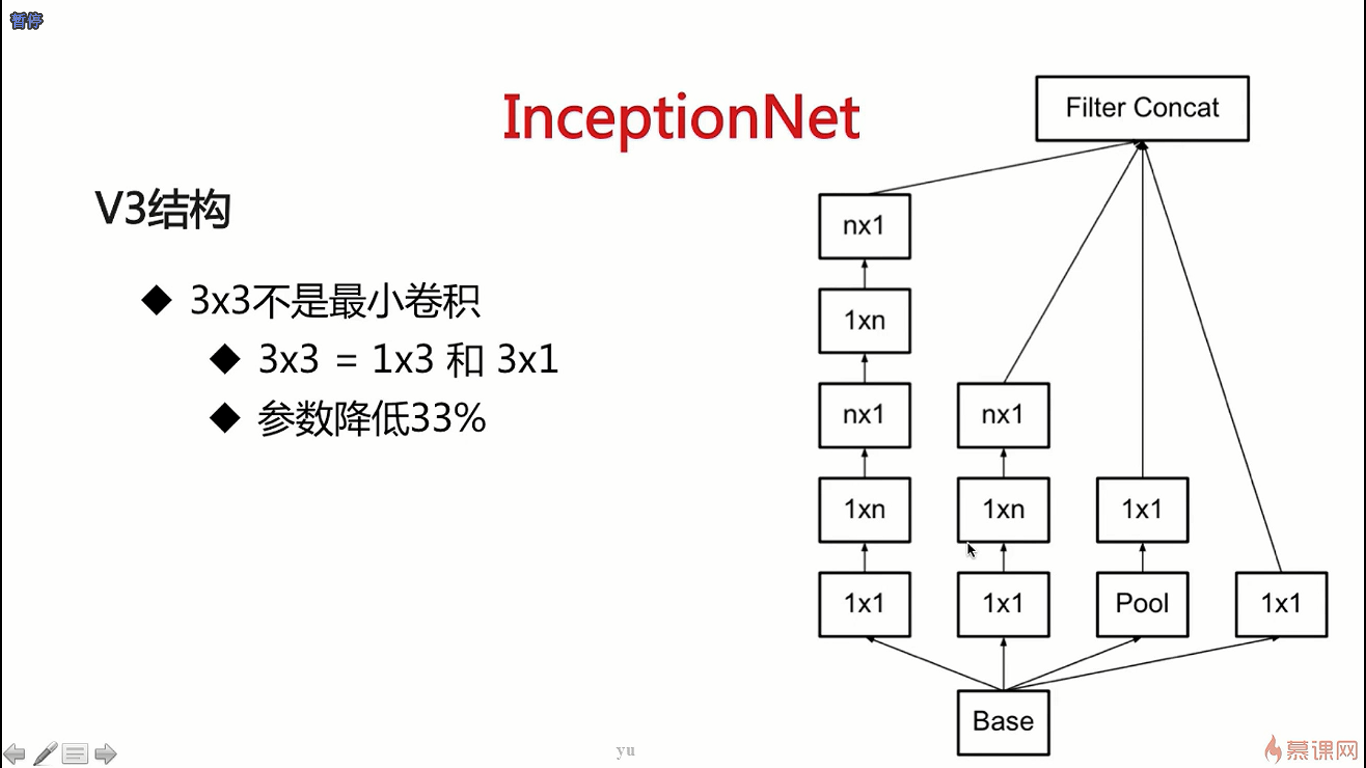 暂停
InceptionNet
V3结构
3x3不是最小卷积
3x3 = 1x3 和 3x1
参数降低33%
Filter Concat
nx1
1xn
nx1
nx1
1xn
1xn
1x1
1x1
1x1
Pool
1x1
Base
yu
慕课网